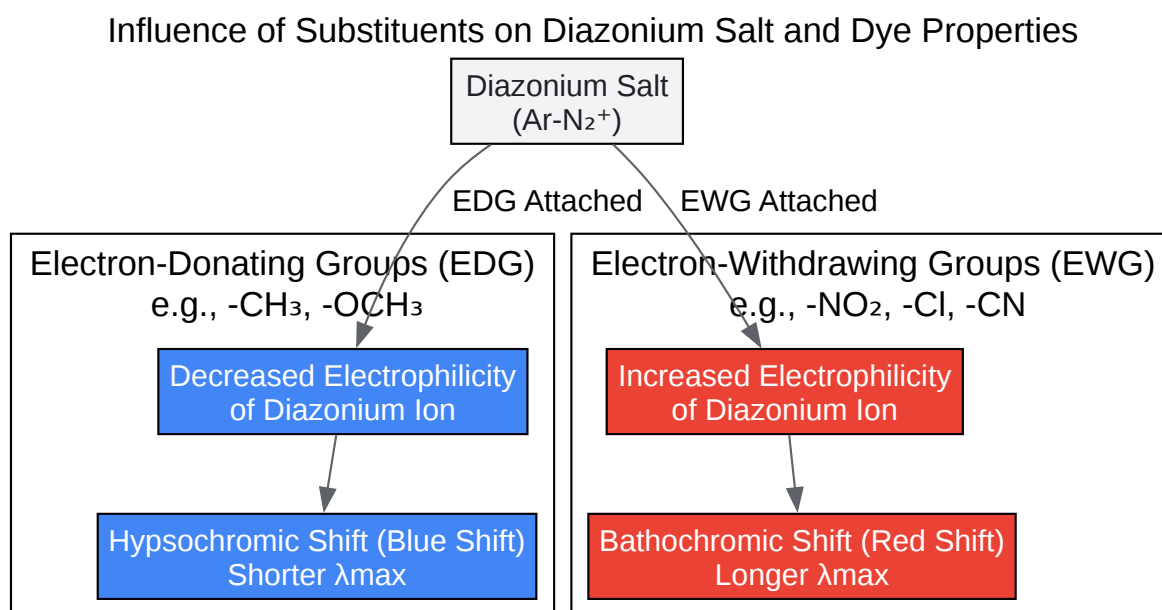 Influence of Substituents on Diazonium Salt and Dye Properties
Diazonium Salt
(Ar-N₂⁺)
EDG Attached
EWG Attached
Electron-Donating Groups (EDG)
e.g., -CH₃, -OCH₃
Decreased Electrophilicity
of Diazonium Ion
Hypsochromic Shift (Blue Shift)
Shorter λmax
Electron-Withdrawing Groups (EWG)
e.g., -NO₂, -Cl, -CN
Increased Electrophilicity
of Diazonium Ion
Bathochromic Shift (Red Shift)
Longer λmax